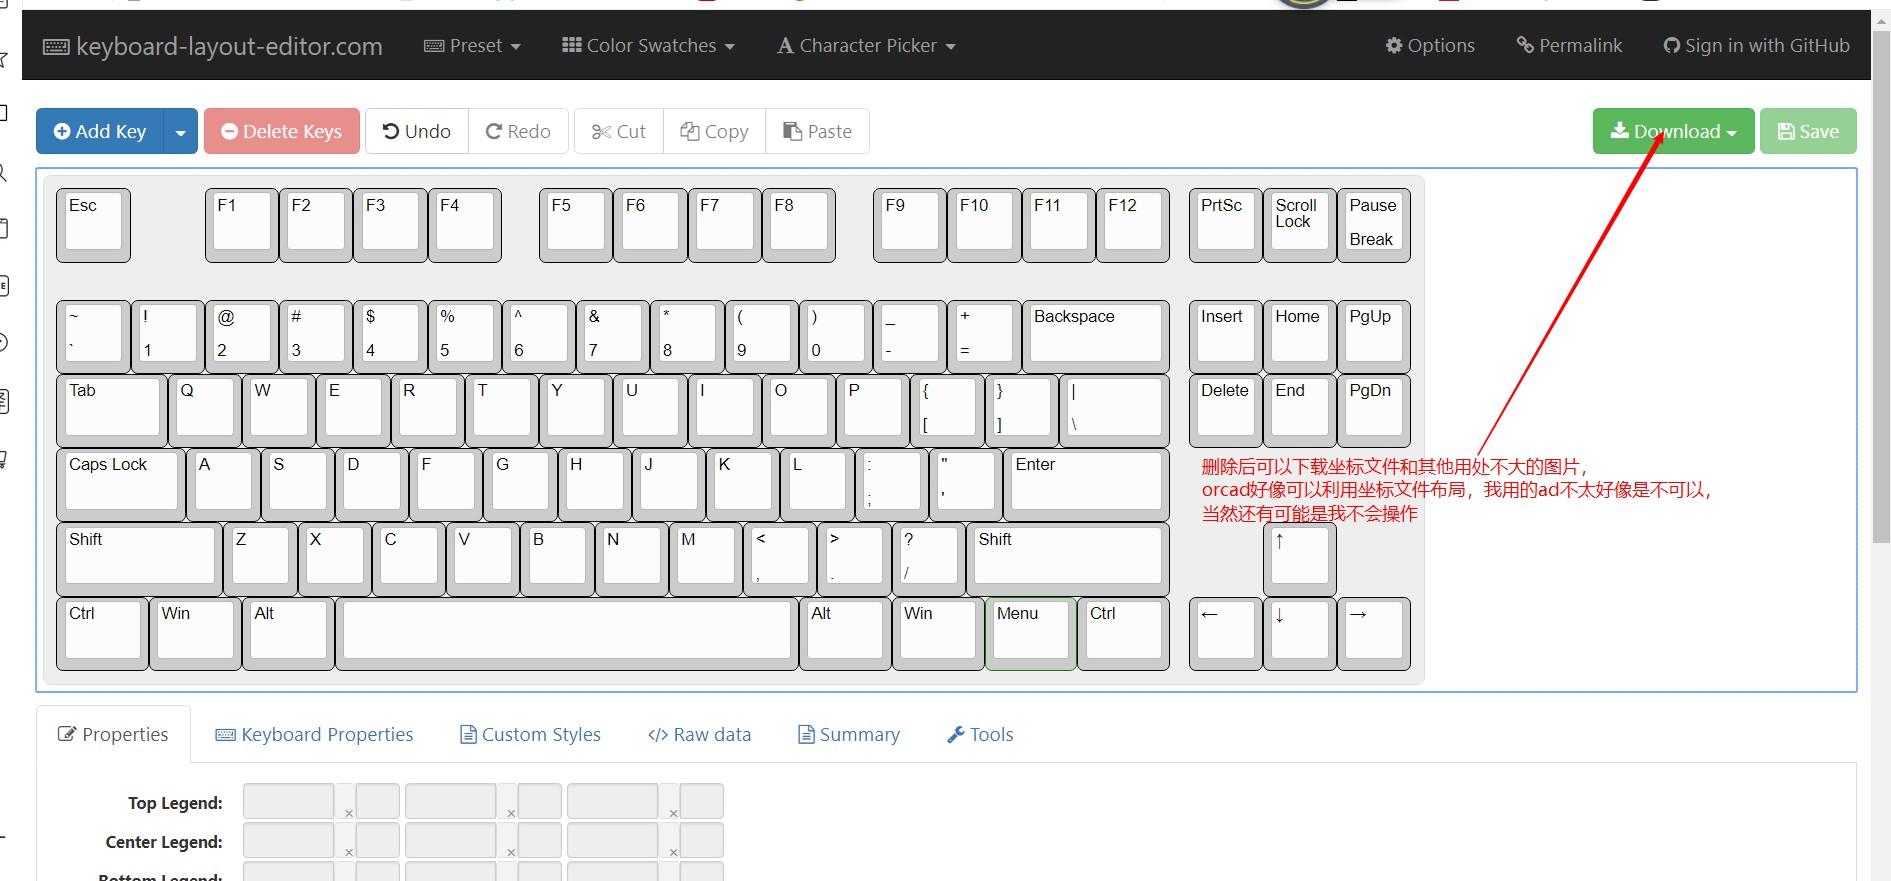 keyboard-layout-editor.com Preset Color Swatches Character Picker Options Permalink Sign in with GitHub
Add Key Delete Keys Undo Redo Cut Copy Paste Download Save
Esc F1 F2 F3 F4 F5 F6 F7 F8 F9 F10 F11 F12 PrtSc Scroll Pause
Lock
Break
~ ! @ # $ % ^ & * ( ) _ + Backspace Insert Home PgUp
` 1 2 3 4 5 6 7 8 9 0 - =
Tab Q W E R T Y U I O P { } | Delete End PgDn
[ ] \
Caps Lock A S D F G H J K L : " Enter
; '
删除后可以下载坐标文件和其他用处不大的图片，
orcad好像可以利用坐标文件布局，我用的ad不太好像是不可以，
当然还有可能是我不会操作
Shift Z X C V B N M < > ? Shift ↑
, . /
Ctrl Win Alt Alt Win Menu Ctrl ← ↓ →
Properties Keyboard Properties Custom Styles </> Raw data Summary Tools
Top Legend: × × ×
Center Legend: × × ×
Bottom Legend: